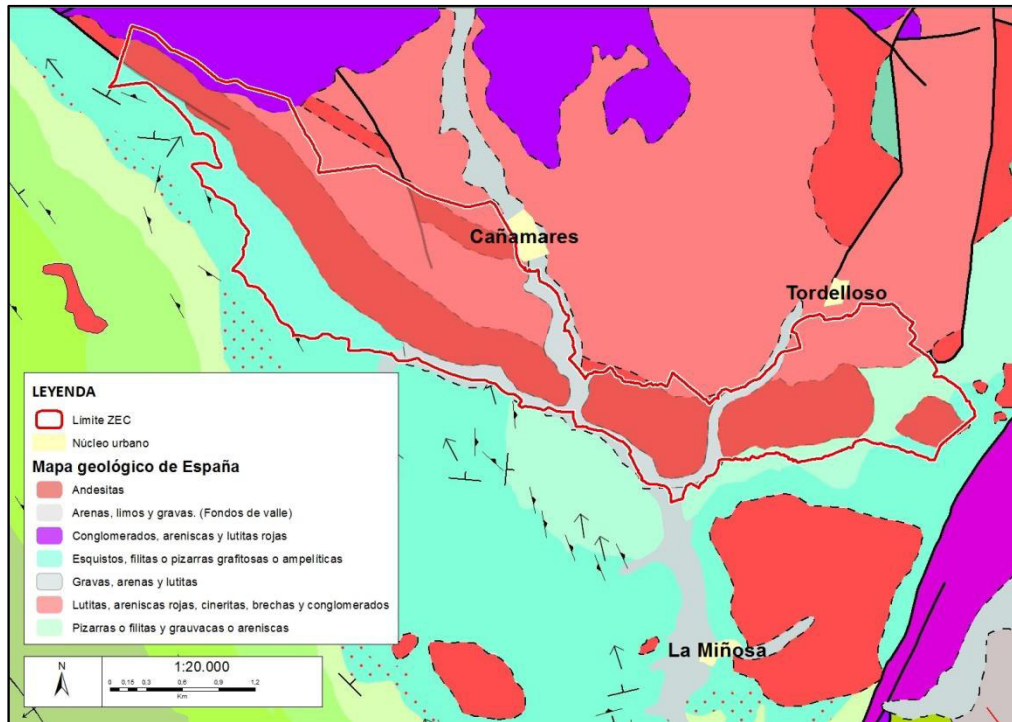 Cañamares
Tordelloso
LEYENDA
Límite ZEC
Núcleo urbano
Mapa geológico de España
Andesitas
Arenas, limos y gravas. (Fondos de valle)
Conglomerados, areniscas y lutitas rojas
Esquistos, filitas o pizarras grafitosas o ampelíticas
Gravas, arenas y lutitas
Lutitas, areniscas rojas, cineritas, brechas y conglomerados
Pizarras o filitas y grauvacas o areniscas
La Miñosa
N
1:20.000
0 0,15 0,3 0,6 0,9 1,2
Km